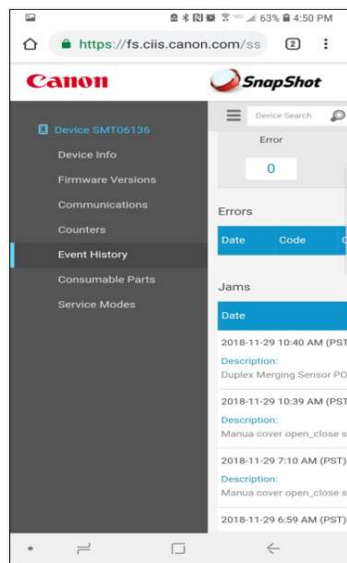 63% 4:50 PM
https://fs.ciis.canon.com/ss
2
Canon
SnapShot
Device SMT06136
Device Info
Firmware Versions
Communications
Counters
Event History
Consumable Parts
Service Modes
Device Search
Error
0
Errors
Date Code
Jams
Date
2018-11-29 10:40 AM (PST
Description:
Duplex Merging Sensor PO
2018-11-29 10:39 AM (PST
Description:
Manua cover open_close s
2018-11-29 7:10 AM (PST)
Description:
Manua cover open_close s
2018-11-29 6:59 AM (PST)